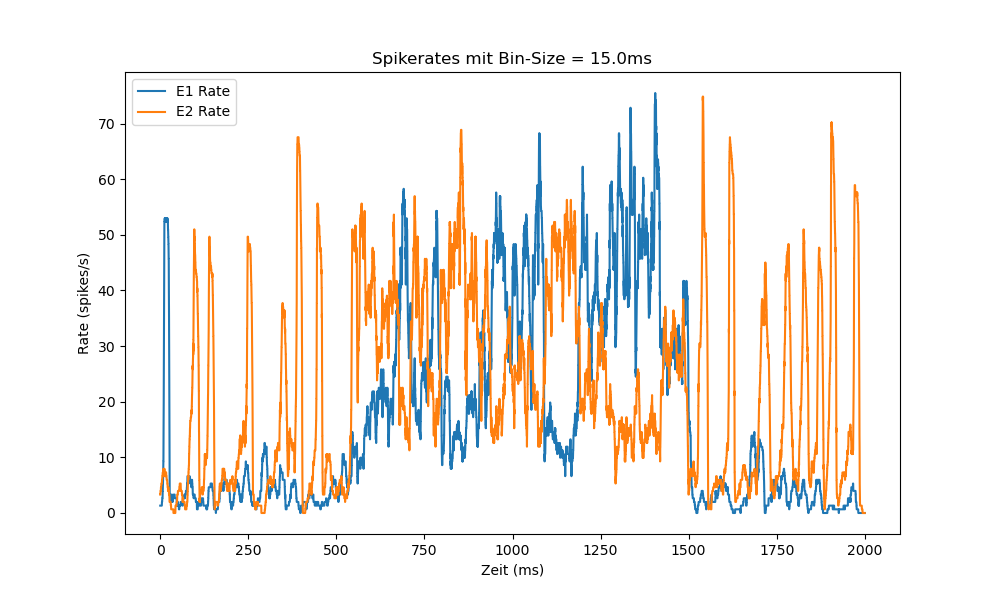 Spikerates mit Bin-Size = 15.0ms
E1 Rate
E2 Rate
Rate (spikes/s)
70
60
50
40
30
20
10
0
0 250 500 750 1000 1250 1500 1750 2000
Zeit (ms)